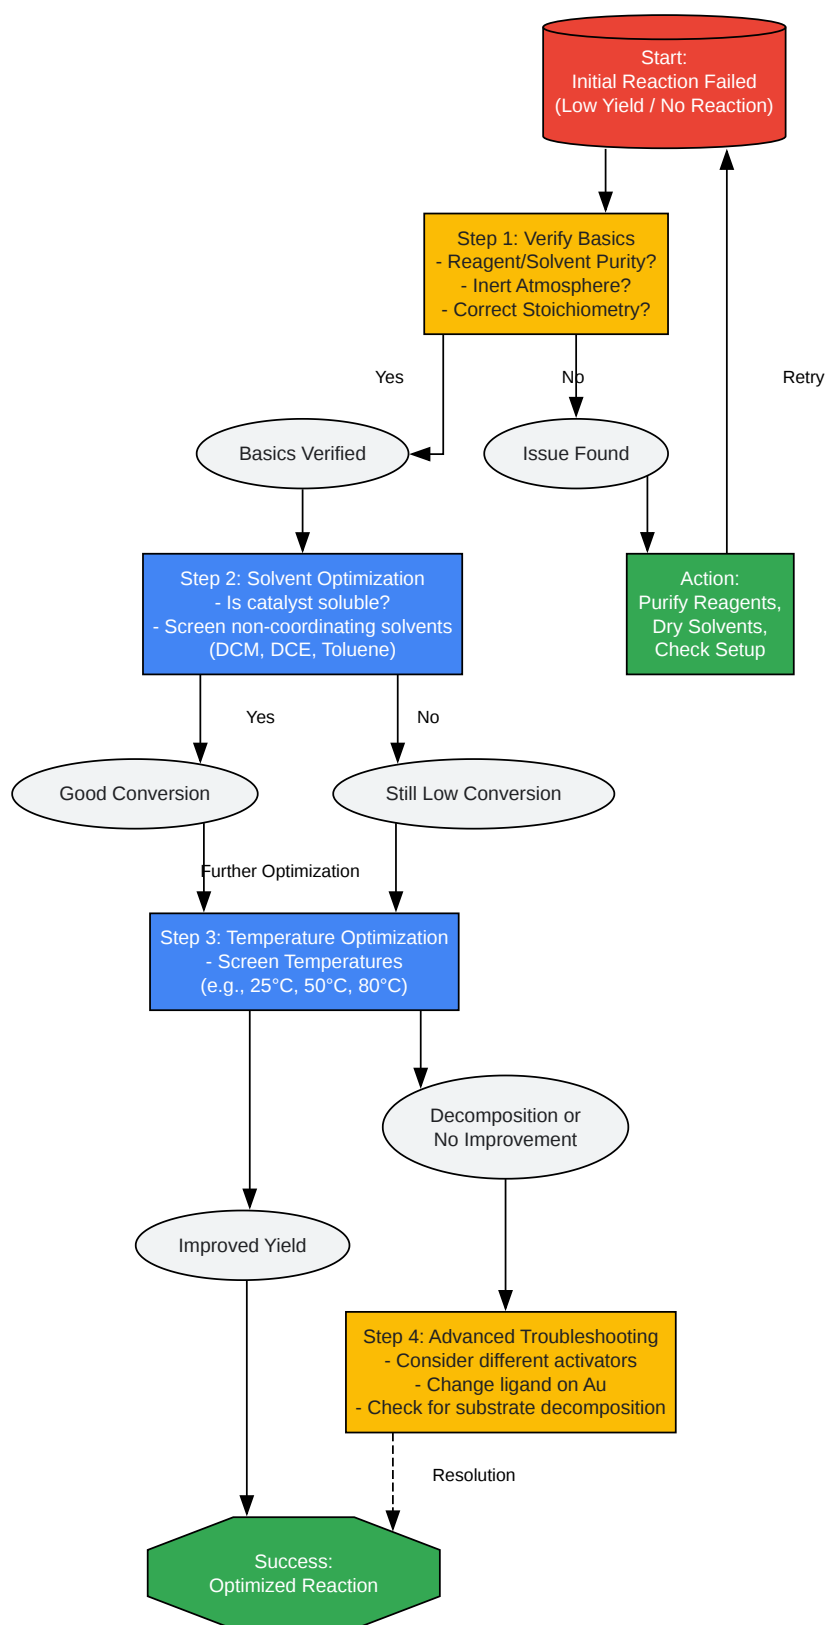 Start:
Initial Reaction Failed
(Low Yield / No Reaction)
Step 1: Verify Basics
- Reagent/Solvent Purity?
- Inert Atmosphere?
- Correct Stoichiometry?
Yes
No
Retry
Basics Verified
Issue Found
Step 2: Solvent Optimization
- Is catalyst soluble?
- Screen non-coordinating solvents
(DCM, DCE, Toluene)
Action:
Purify Reagents,
Dry Solvents,
Check Setup
Yes
No
Good Conversion
Still Low Conversion
Further Optimization
Step 3: Temperature Optimization
- Screen Temperatures
(e.g., 25°C, 50°C, 80°C)
Decomposition or
No Improvement
Improved Yield
Step 4: Advanced Troubleshooting
- Consider different activators
- Change ligand on Au
- Check for substrate decomposition
Resolution
Success:
Optimized Reaction